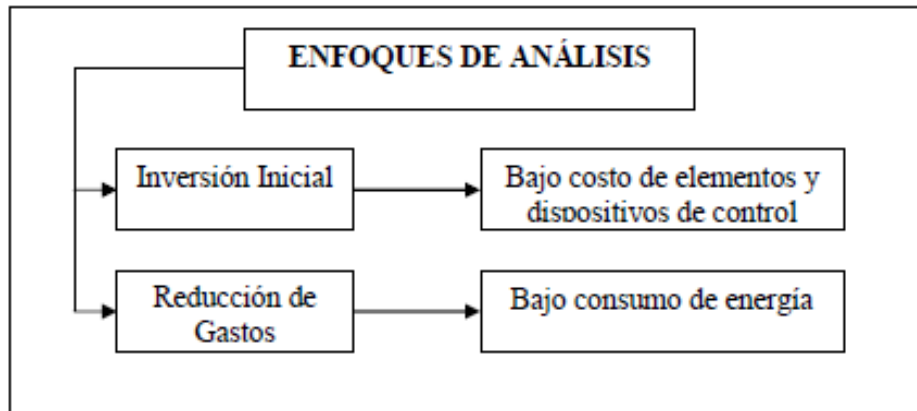 ENFOQUES DE ANÁLISIS
Inversión Inicial
Bajo costo de elementos y
dispositivos de control
Reducción de
Gastos
Bajo consumo de energía